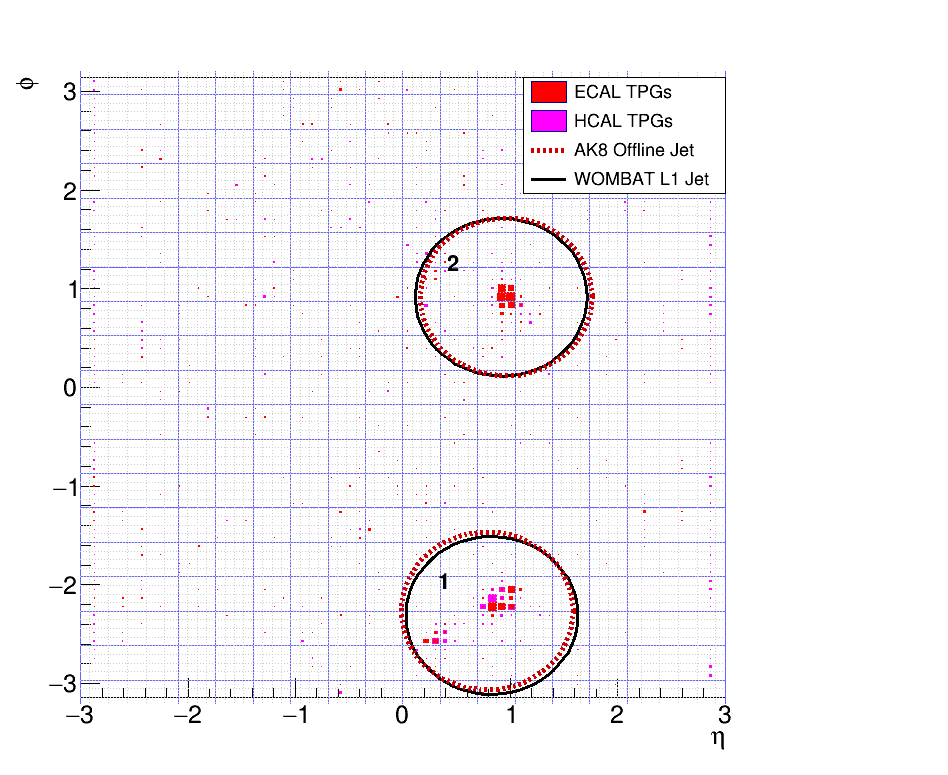 φ
3
2
1
0
−1
−2
−3
ECAL TPGs
HCAL TPGs
AK8 Offline Jet
WOMBAT L1 Jet
2
1
−3 −2 −1 0 1 2 3
η